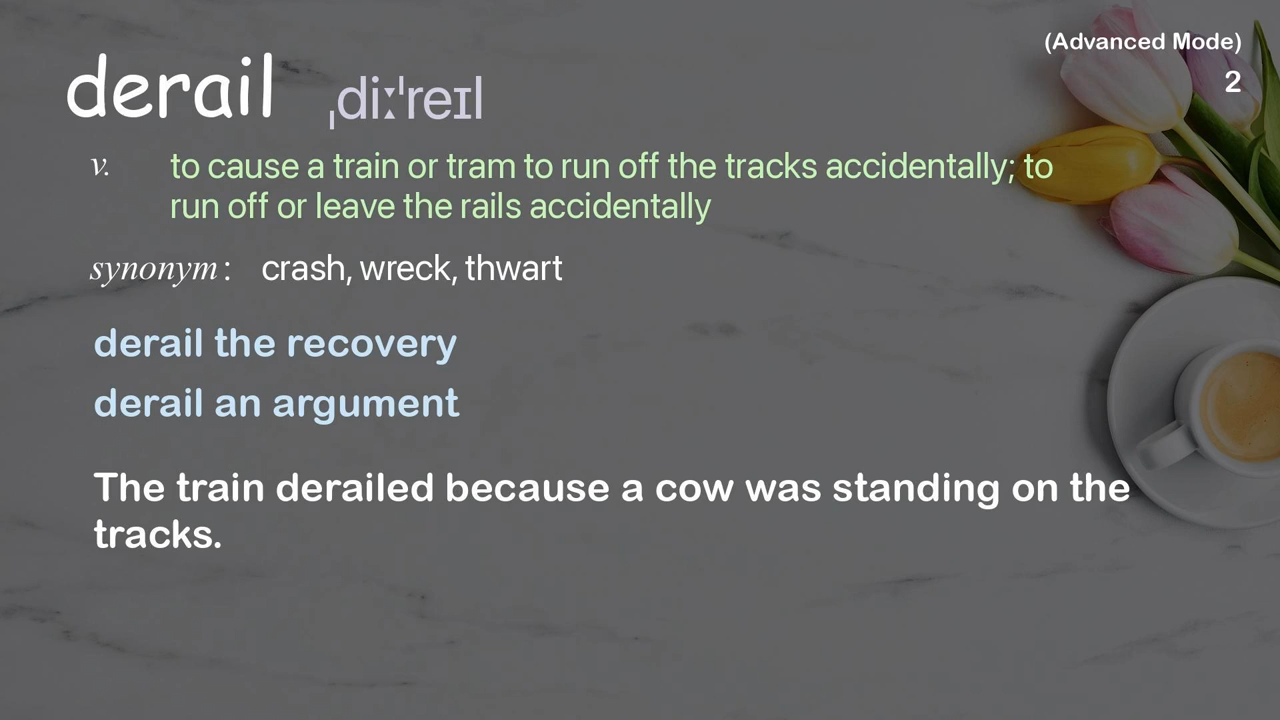 (Advanced Mode)
2
derail ˌdiːˈreɪl
v. to cause a train or tram to run off the tracks accidentally; to
run off or leave the rails accidentally
synonym : crash, wreck, thwart
derail the recovery
derail an argument
The train derailed because a cow was standing on the
tracks.